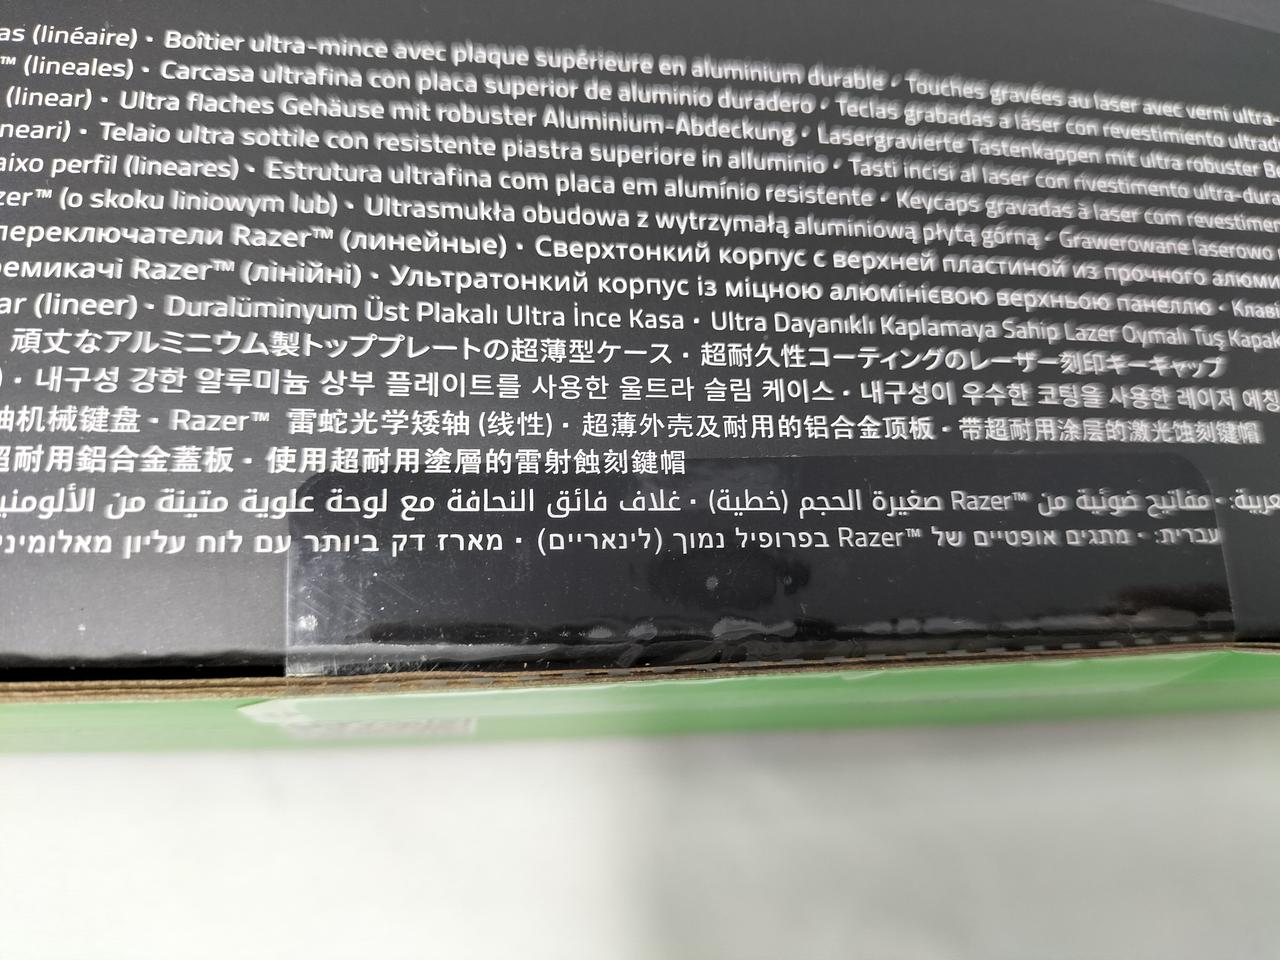 as (linéaire) · Boîtier ultra-mince avec plaque supérieure en aluminium durable · Touches gravées au laser avec verni ultra-
™ (lineales) · Carcasa ultrafina con placa superior de aluminio duradero · Teclas grabadas a láser con revestimiento ultrad
(linear) · Ultra flaches Gehäuse mit robuster Aluminium-Abdeckung · Lasergravierte Tastenkappen mit ultra robuster Be
neari) · Telaio ultra sottile con resistente piastra superiore in alluminio · Tasti incisi al laser con rivestimento ultra-dura
aixo perfil (lineares) · Estrutura ultrafina com placa em alumínio resistente · Keycaps gravadas à laser com revestimen
zer™ (o skoku liniowym lub) · Ultrasmukła obudowa z wytrzymałą aluminiową płytą górną · Grawerowane laserowo
переключатели Razer™ (линейные) · Сверхтонкий корпус с верхней пластиной из прочного алюми
ремикачі Razer™ (лінійні) · Ультратонкий корпус із міцною алюмінієвою верхньою панеллю · Клаві
ar (lineer) · Duralüminyum Üst Plakalı Ultra İnce Kasa · Ultra Dayanıklı Kaplamaya Sahip Lazer Oymalı Tuş Kapak
頑丈なアルミニウム製トッププレートの超薄型ケース · 超耐久性コーティングのレーザー刻印キーキャップ
) · 내구성 강한 알루미늄 상부 플레이트를 사용한 울트라 슬림 케이스 · 내구성이 우수한 코팅을 사용한 레이저 에칭
轴机械键盘 · Razer™ 雷蛇光学矮轴 (线性) · 超薄外壳及耐用的铝合金顶板 · 带超耐用涂层的激光蚀刻键帽
超耐用鋁合金蓋板 · 使用超耐用塗層的雷射蝕刻鍵帽
عربية: · مفاتيح ضوئية من Razer™ صغيرة الحجم (خطية) · غلاف فائق النحافة مع لوحة علوية متينة من الألومني
עברית: · מתגים אופטיים של Razer™ בפרופיל נמוך (לינאריים) · מארז דק ביותר עם לוח עליון מאלומיני